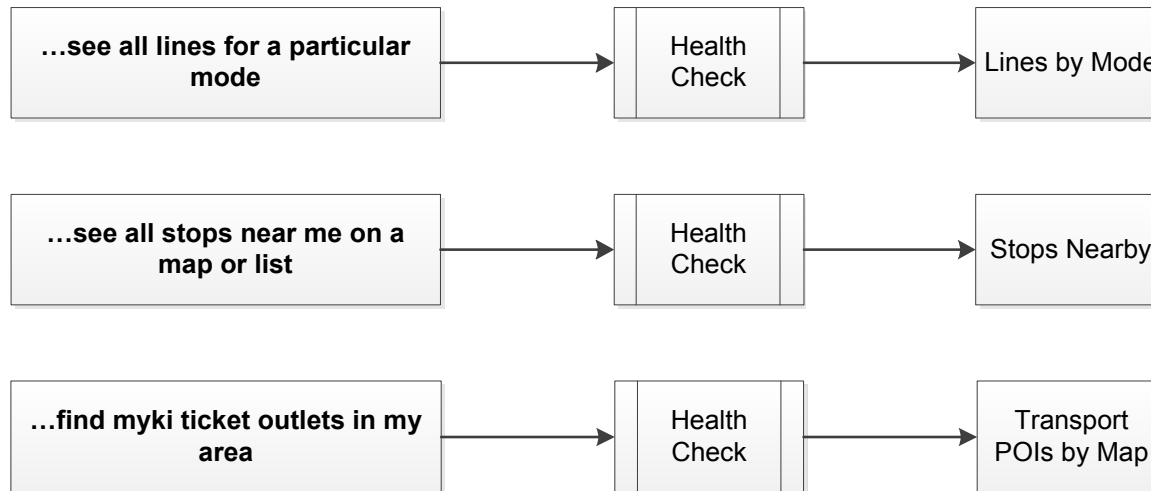 …see all lines for a particular
mode
Health
Check
Lines by Mode
…see all stops near me on a
map or list
Health
Check
Stops Nearby
…find myki ticket outlets in my
area
Health
Check
Transport
POIs by Map